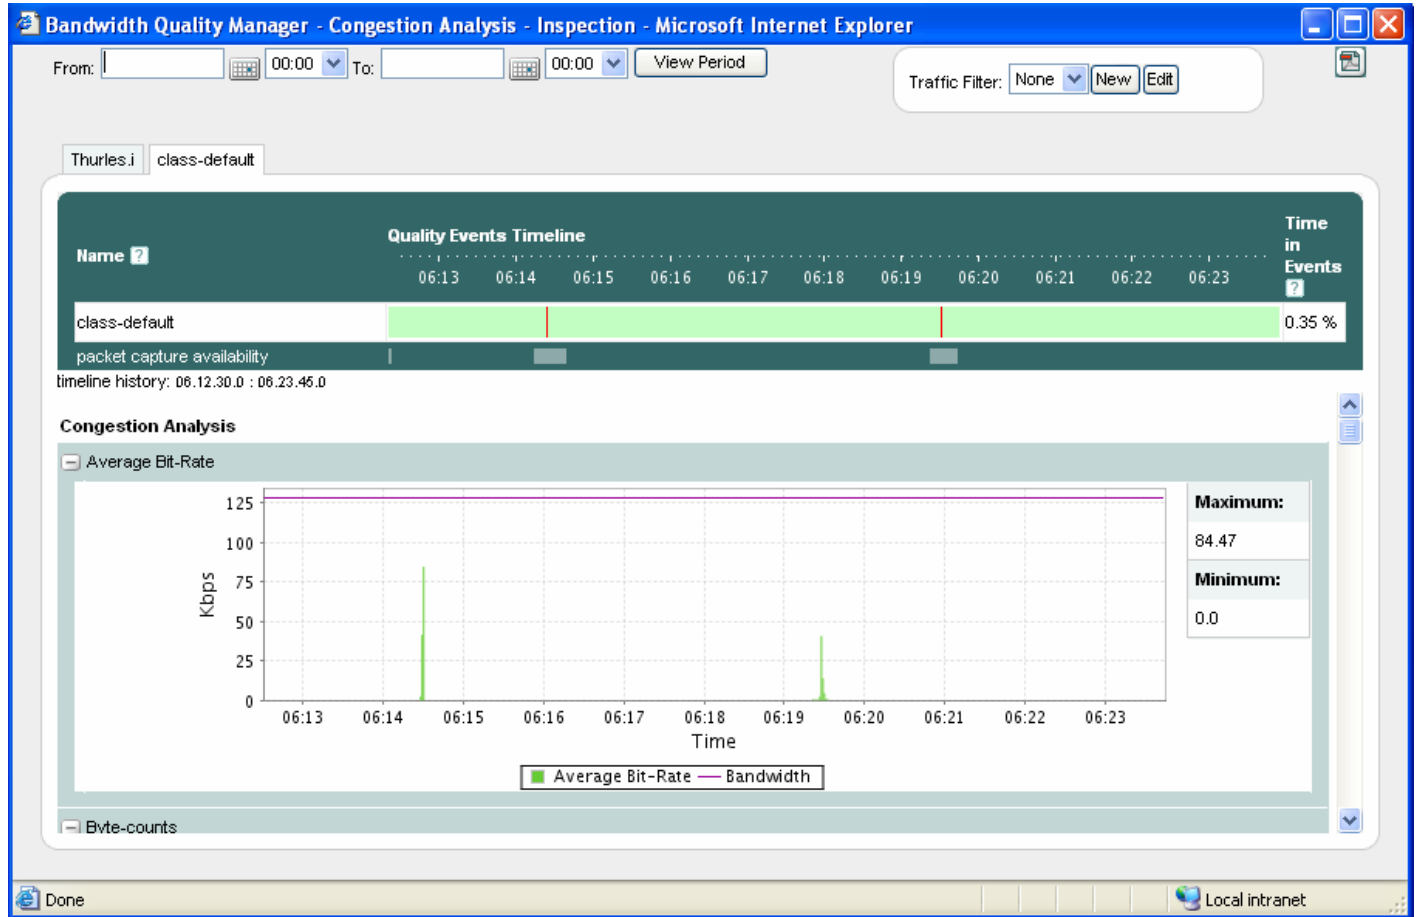 Bandwidth Quality Manager - Congestion Analysis - Inspection - Microsoft Internet Explorer
From: 00:00 To: 00:00 View Period
Traffic Filter: None New Edit
Thurles.i class-default
Name ? Quality Events Timeline
Time in Events ?
06:13 06:14 06:15 06:16 06:17 06:18 06:19 06:20 06:21 06:22 06:23
class-default 0.35 %
packet capture availability
timeline history: 06.12.30.0 : 06.23.45.0
Congestion Analysis
Average Bit-Rate
125
100
75
50
25
0
Kbps
06:13 06:14 06:15 06:16 06:17 06:18 06:19 06:20 06:21 06:22 06:23
Time
Average Bit-Rate Bandwidth
Maximum:
84.47
Minimum:
0.0
Byte-counts
Done Local intranet